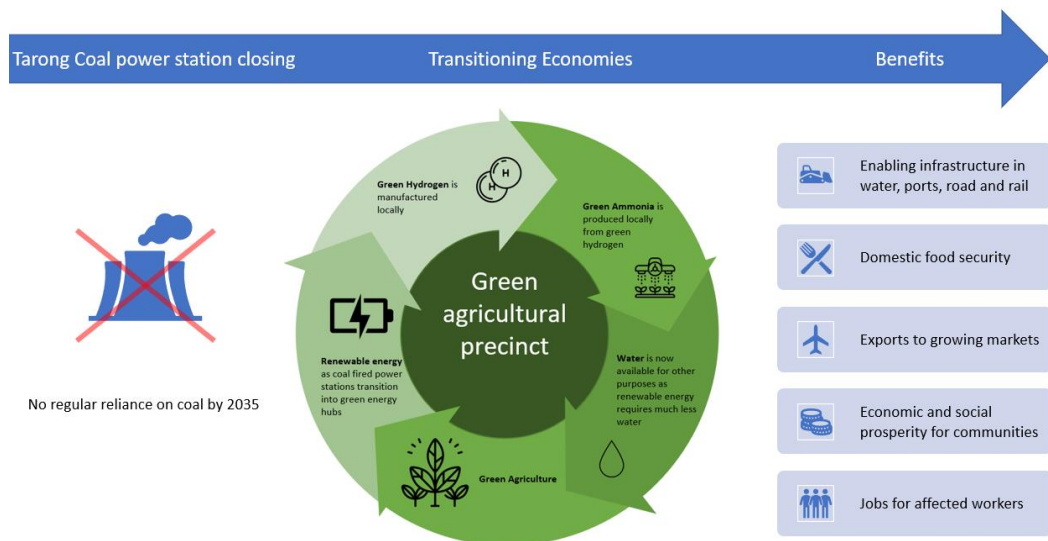 Tarong Coal power station closing
Transitioning Economies
Benefits
No regular reliance on coal by 2035
Green Hydrogen is
manufactured
locally
H
H
Green Ammonia is
produced locally
from green
hydrogen
Green
agricultural
precinct
Renewable energy
as coal fired power
stations transition
into green energy
hubs
Water is now
available for other
purposes as
renewable energy
requires much less
water
Green Agriculture
Enabling infrastructure in
water, ports, road and rail
Domestic food security
Exports to growing markets
Economic and social
prosperity for communities
Jobs for affected workers